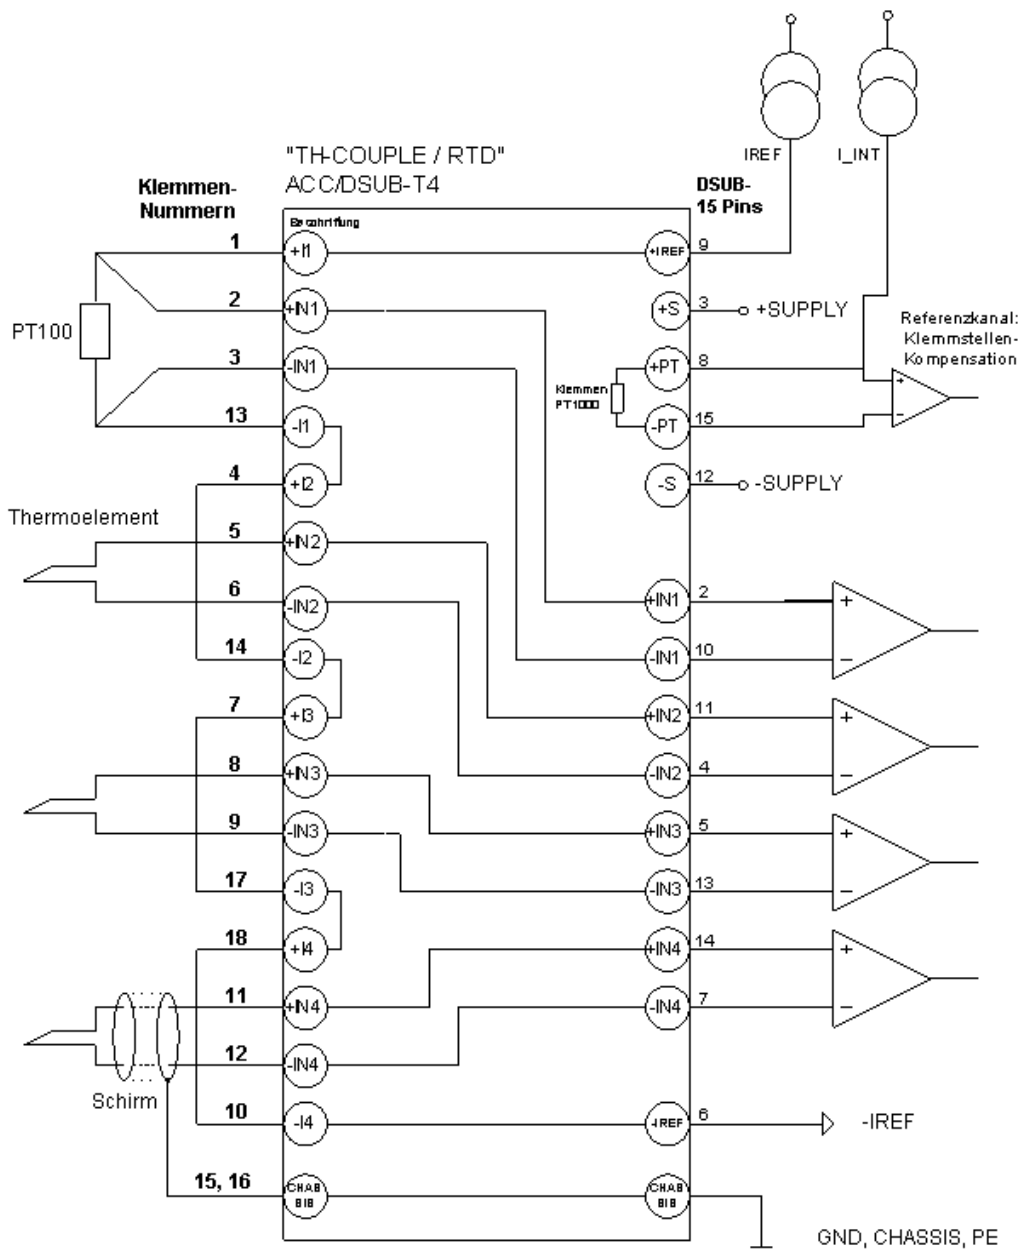 IREF
I_INT
"TH-COUPLE / RTD"
ACC/DSUB-T4
Klemmen-
Nummern
DSUB-
15 Pins
Beschriftung
1
+I1
+IREF
9
2
+IN1
+S
3
+SUPPLY
Referenzkanal:
Klemmstellen-
Kompensation
PT100
3
-IN1
Klemmen
PT1000
+PT
8
+
−
13
-I1
-PT
15
4
+I2
-S
12
-SUPPLY
Thermoelement
5
+IN2
6
-IN2
+IN1
2
+
14
-I2
-IN1
10
−
7
+I3
+IN2
11
+
8
+IN3
-IN2
4
−
9
-IN3
+IN3
5
+
17
-I3
-IN3
13
−
18
+I4
+IN4
14
+
11
+IN4
-IN4
7
−
12
-IN4
Schirm
10
-I4
-IREF
6
-IREF
15, 16
GND, CHASSIS, PE